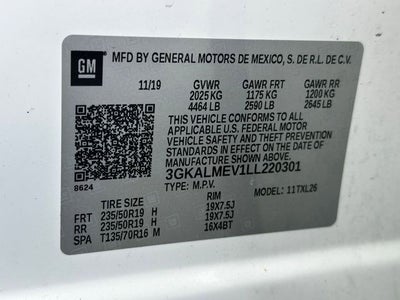 GM
MFD BY GENERAL MOTORS DE MEXICO, S. DE R.L. DE C.V.
11/19 GVWR GAWR FRT GAWR RR
2025 KG 1175 KG 1200 KG
4464 LB 2590 LB 2645 LB
THIS VEHICLE CONFORMS TO ALL
APPLICABLE U.S. FEDERAL MOTOR
VEHICLE SAFETY AND THEFT
PREVENTION STANDARDS IN EFFECT
ON THE DATE OF MANUFACTURE
SHOWN ABOVE.
3GKALMEV1LL220301
8624
TYPE: M.P.V. MODEL: 11TXL26
RIM
FRT 235/50R19 H 19X7.5J
RR 235/50R19 H 19X7.5J
SPA T135/70R16 M 16X4BT